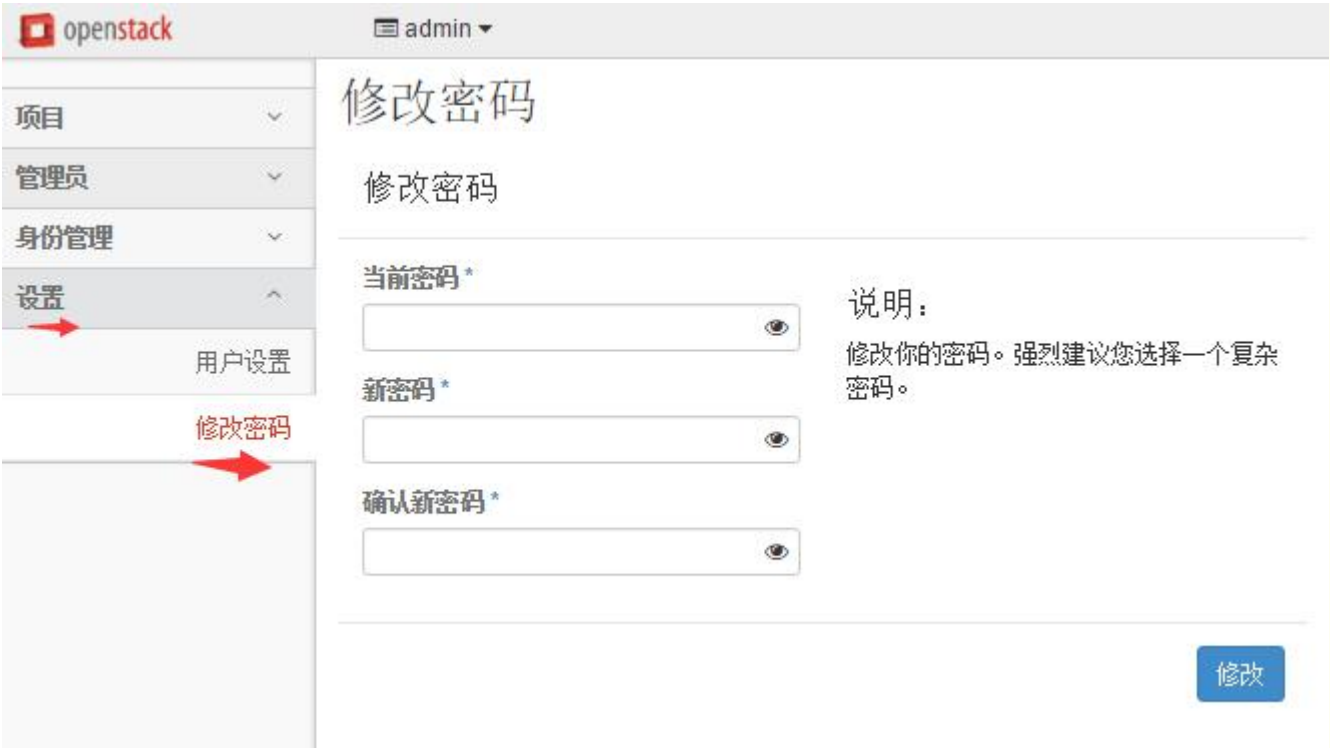 openstack
admin
项目
管理员
身份管理
设置
用户设置
修改密码
修改密码
修改密码
当前密码*
新密码*
确认新密码*
说明：
修改你的密码。强烈建议您选择一个复杂
密码。
修改